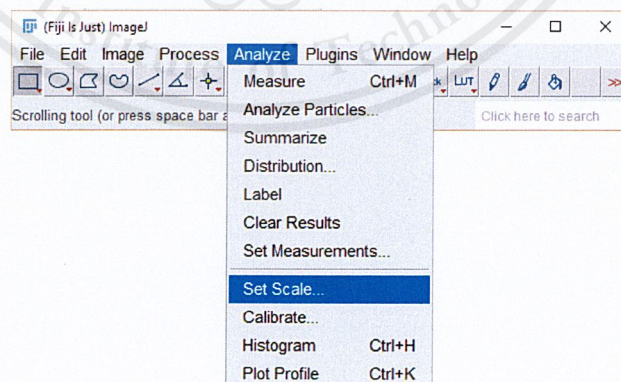 (Fiji Is Just) ImageJ
File Edit Image Process Analyze Plugins Window Help
LUT
Scrolling tool (or press space bar a
Click here to search
Measure Ctrl+M
Analyze Particles...
Summarize
Distribution...
Label
Clear Results
Set Measurements...
Set Scale...
Calibrate...
Histogram Ctrl+H
Plot Profile Ctrl+K